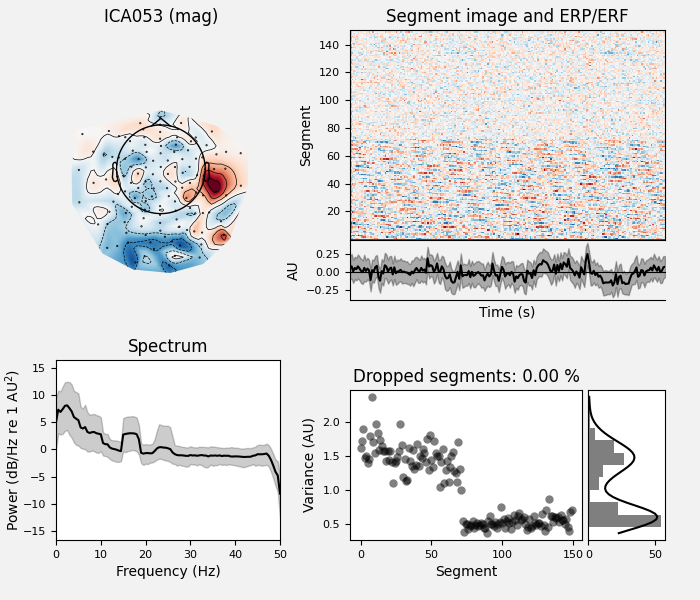 ICA053 (mag)
Segment image and ERP/ERF
Segment
140
120
100
80
60
40
20
AU
0.25
0.00
−0.25
Time (s)
Spectrum
Power (dB/Hz re 1 AU²)
15
10
5
0
−5
−10
−15
0 10 20 30 40 50
Frequency (Hz)
Dropped segments: 0.00 %
Variance (AU)
2.0
1.5
1.0
0.5
0 50 100 150
Segment
0 50